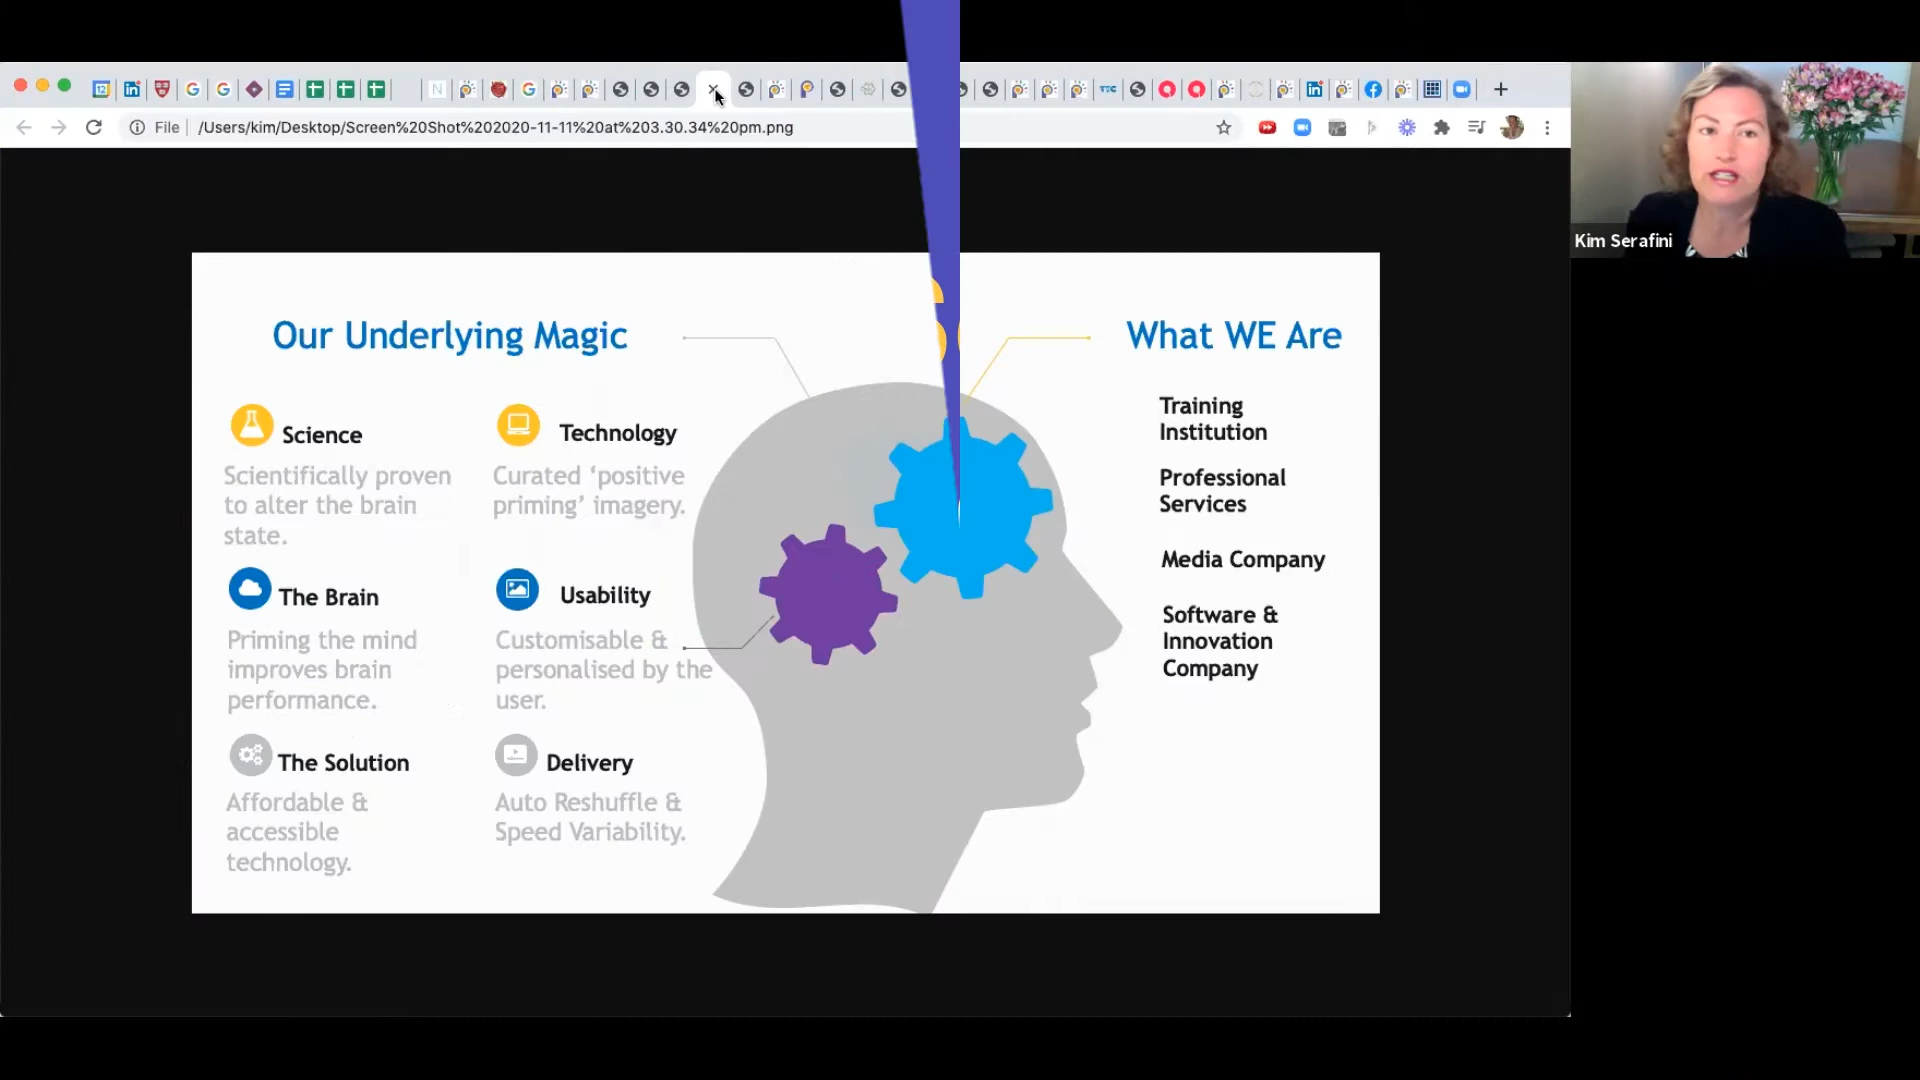 File
/Users/kim/Desktop/Screen%20Shot%202020-11-11%20at%203.30.34%20pm.png
Kim Serafini
Our Underlying Magic
Science
Scientifically proven
to alter the brain
state.
Technology
Curated ‘positive
priming’ imagery.
The Brain
Priming the mind
improves brain
performance.
Usability
Customisable &
personalised by the
user.
The Solution
Affordable &
accessible
technology.
Delivery
Auto Reshuffle &
Speed Variability.
What WE Are
Training
Institution
Professional
Services
Media Company
Software &
Innovation
Company